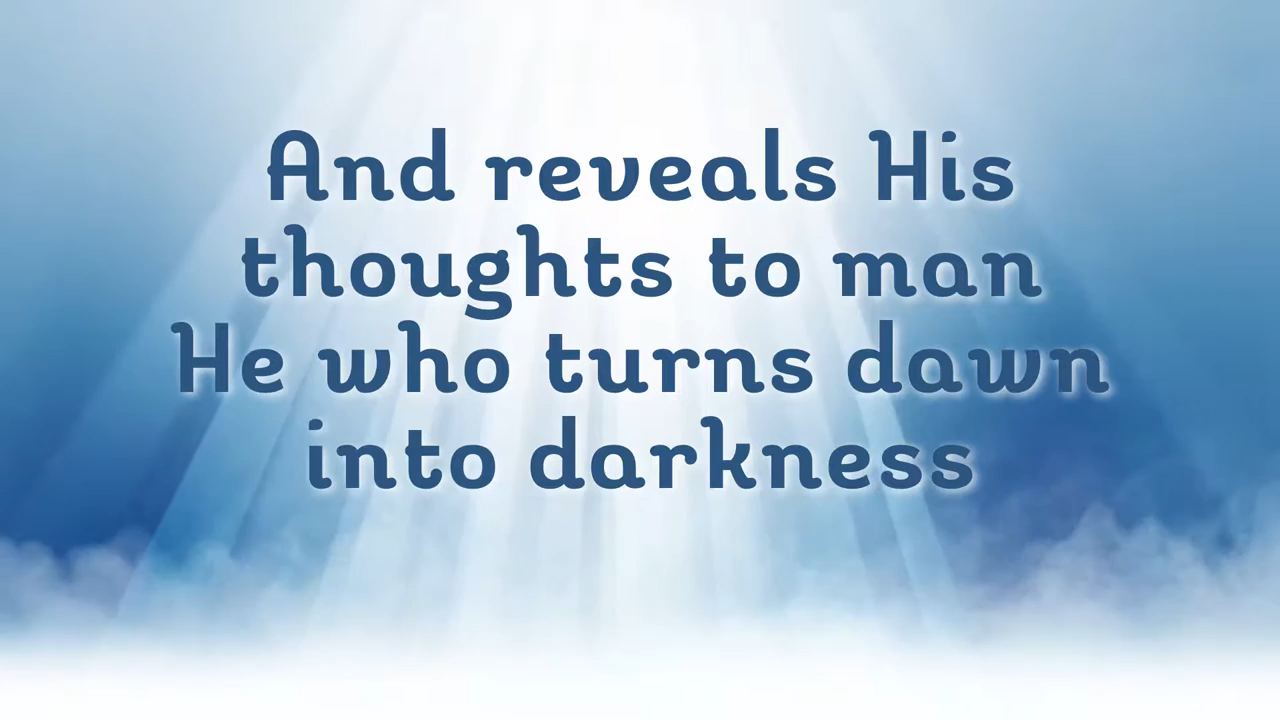 And reveals His
thoughts to man
He who turns dawn
into darkness